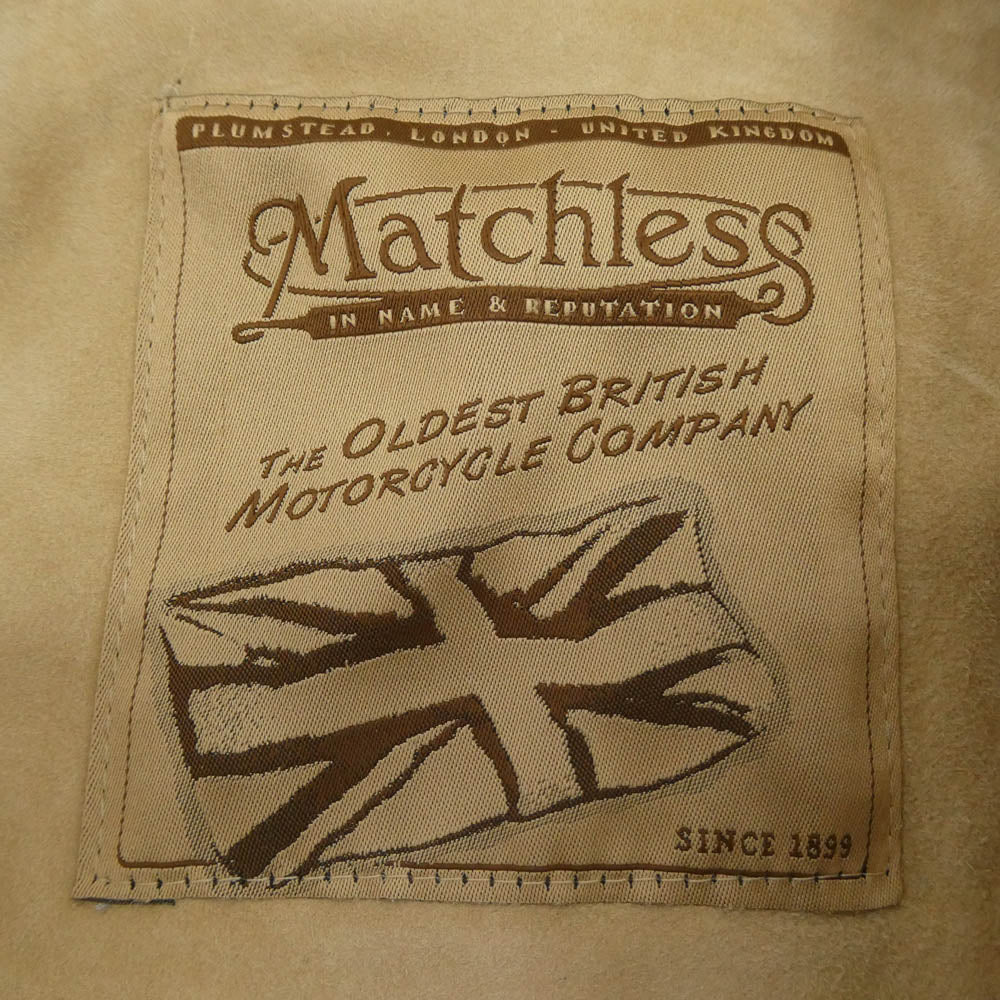 PLUMSTEAD, LONDON - UNITED KINGDOM
Matchless
IN NAME & REPUTATION
THE OLDEST BRITISH
MOTORCYCLE COMPANY
SINCE 1899